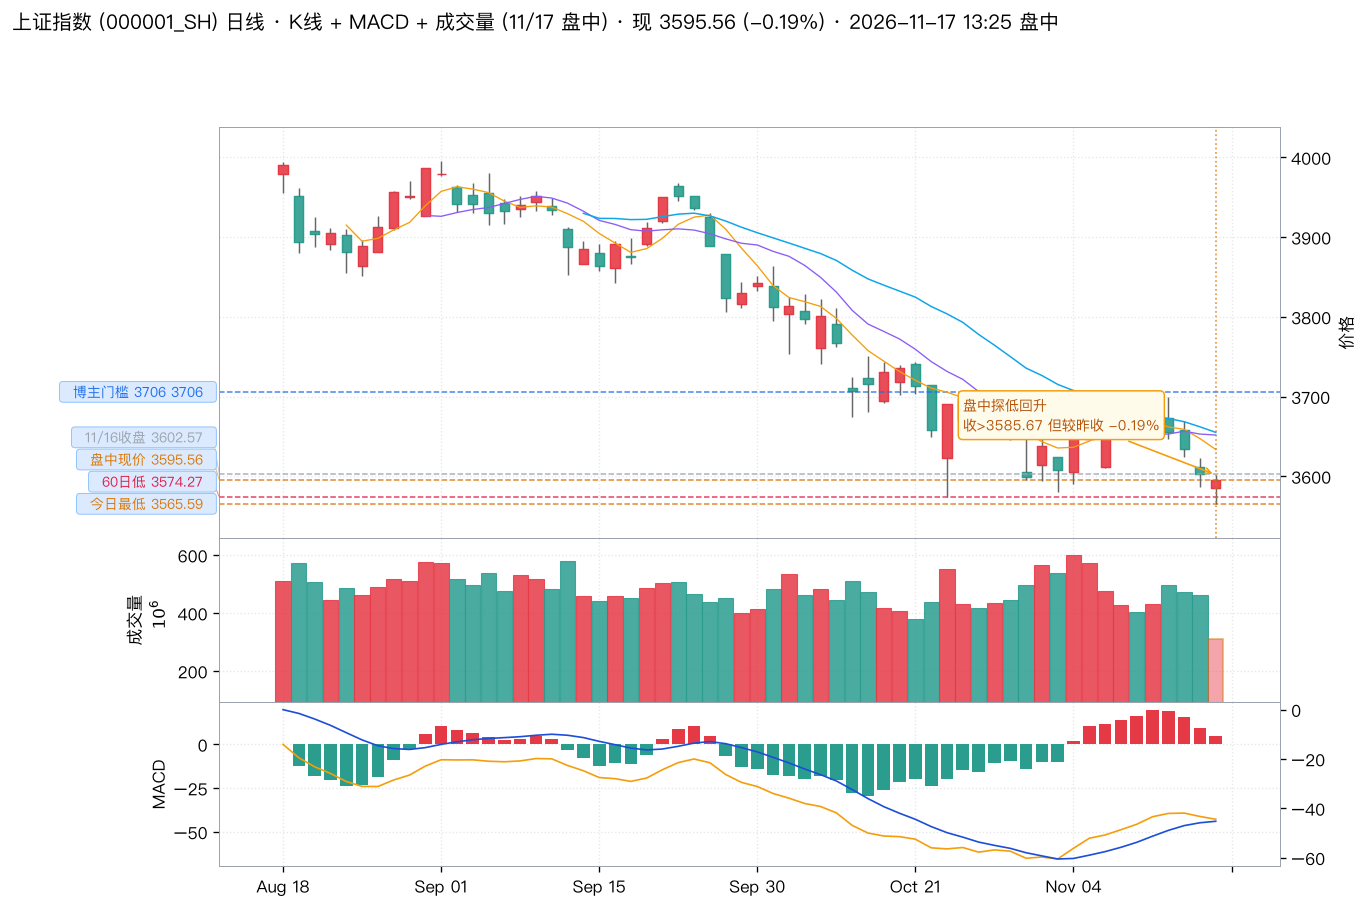 上证指数 (000001_SH) 日线 · K线 + MACD + 成交量 (11/17 盘中) · 现 3595.56 (−0.19%) · 2026−11−17 13:25 盘中
4000
3900
3800
3700
3600
价格
博主门槛 3706 3706
11/16收盘 3602.57
盘中现价 3595.56
60日低 3574.27
今日最低 3565.59
盘中探低回升
收>3585.67 但较昨收 −0.19%
600
400
200
成交量
10^6
0
−25
−50
MACD
0
−20
−40
−60
Aug 18
Sep 01
Sep 15
Sep 30
Oct 21
Nov 04